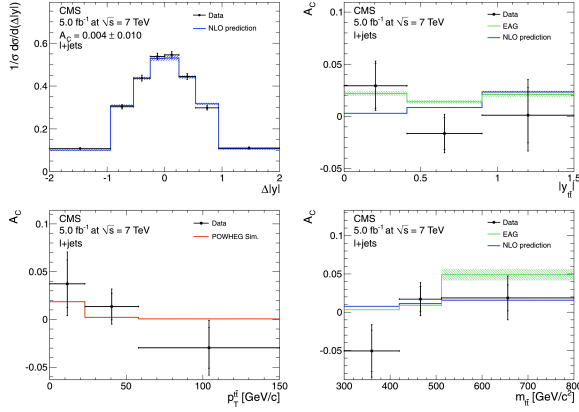 CMS
5.0 fb⁻¹ at √s = 7 TeV
A_C = 0.004 ± 0.010
l+jets
Data
NLO prediction
1/σ dσ/d(Δ|y|)
0.6
0.4
0.2
0.0
-2 -1 0 1 2
Δ|y|
CMS
5.0 fb⁻¹ at √s = 7 TeV
l+jets
Data
EAG
NLO prediction
A_C
0.1
0.05
0
-0.05
0 0.5 1 1.5
|y_tt̄|
CMS
5.0 fb⁻¹ at √s = 7 TeV
l+jets
Data
POWHEG Sim.
A_C
0.1
0.05
0
-0.05
0 50 100 150
p_T^tt̄ [GeV/c]
CMS
5.0 fb⁻¹ at √s = 7 TeV
l+jets
Data
EAG
NLO prediction
A_C
0.1
0.05
0
-0.05
300 400 500 600 700 800
m_tt̄ [GeV/c²]